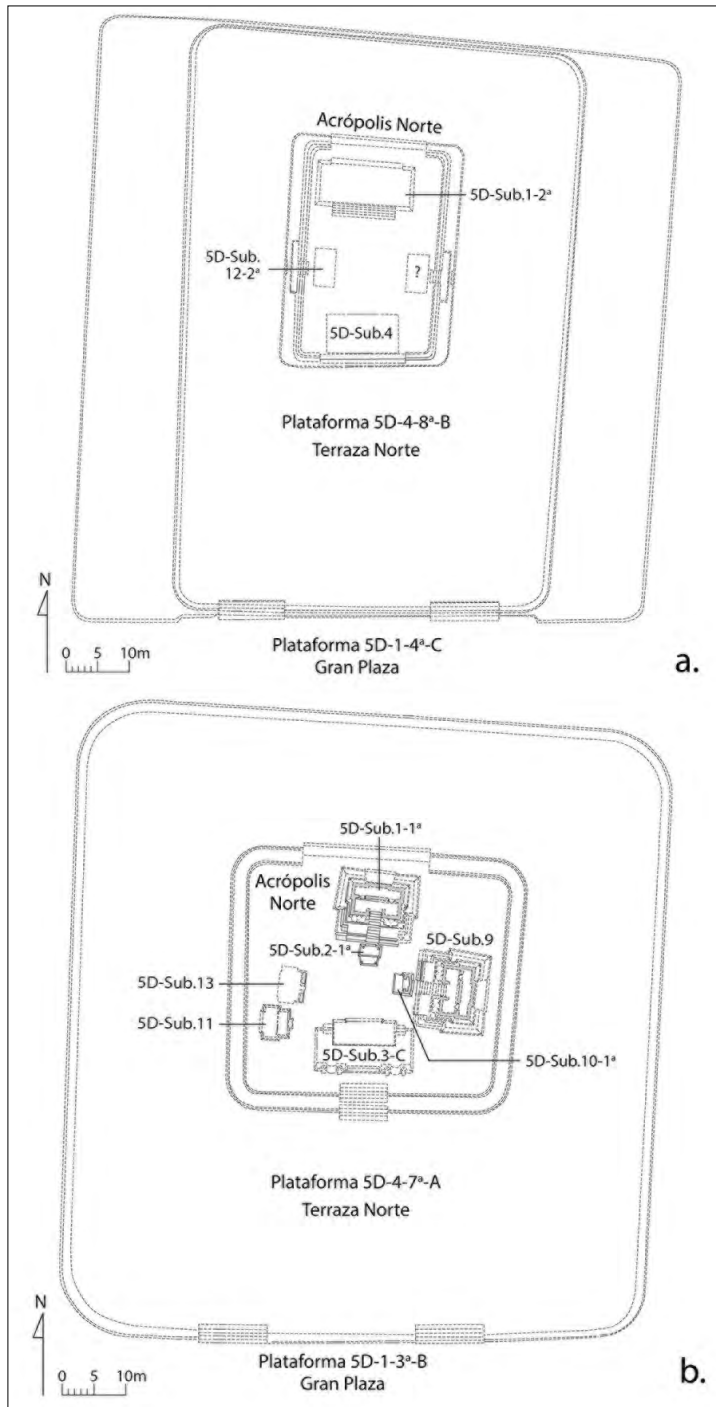 Acrópolis Norte
5D-Sub.1-2ª
5D-Sub.
12-2ª
?
5D-Sub.4
Plataforma 5D-4-8ª-B
Terraza Norte
N
0 5 10m
Plataforma 5D-1-4ª-C
Gran Plaza
a.
5D-Sub.1-1ª
Acrópolis
Norte
5D-Sub.2-1ª
5D-Sub.9
5D-Sub.13
5D-Sub.11
5D-Sub.3-C
5D-Sub.10-1ª
Plataforma 5D-4-7ª-A
Terraza Norte
N
0 5 10m
Plataforma 5D-1-3ª-B
Gran Plaza
b.